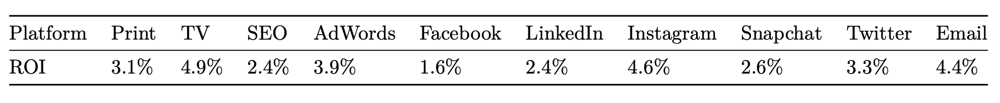 Platform Print TV SEO AdWords Facebook LinkedIn Instagram Snapchat Twitter Email
ROI 3.1% 4.9% 2.4% 3.9% 1.6% 2.4% 4.6% 2.6% 3.3% 4.4%